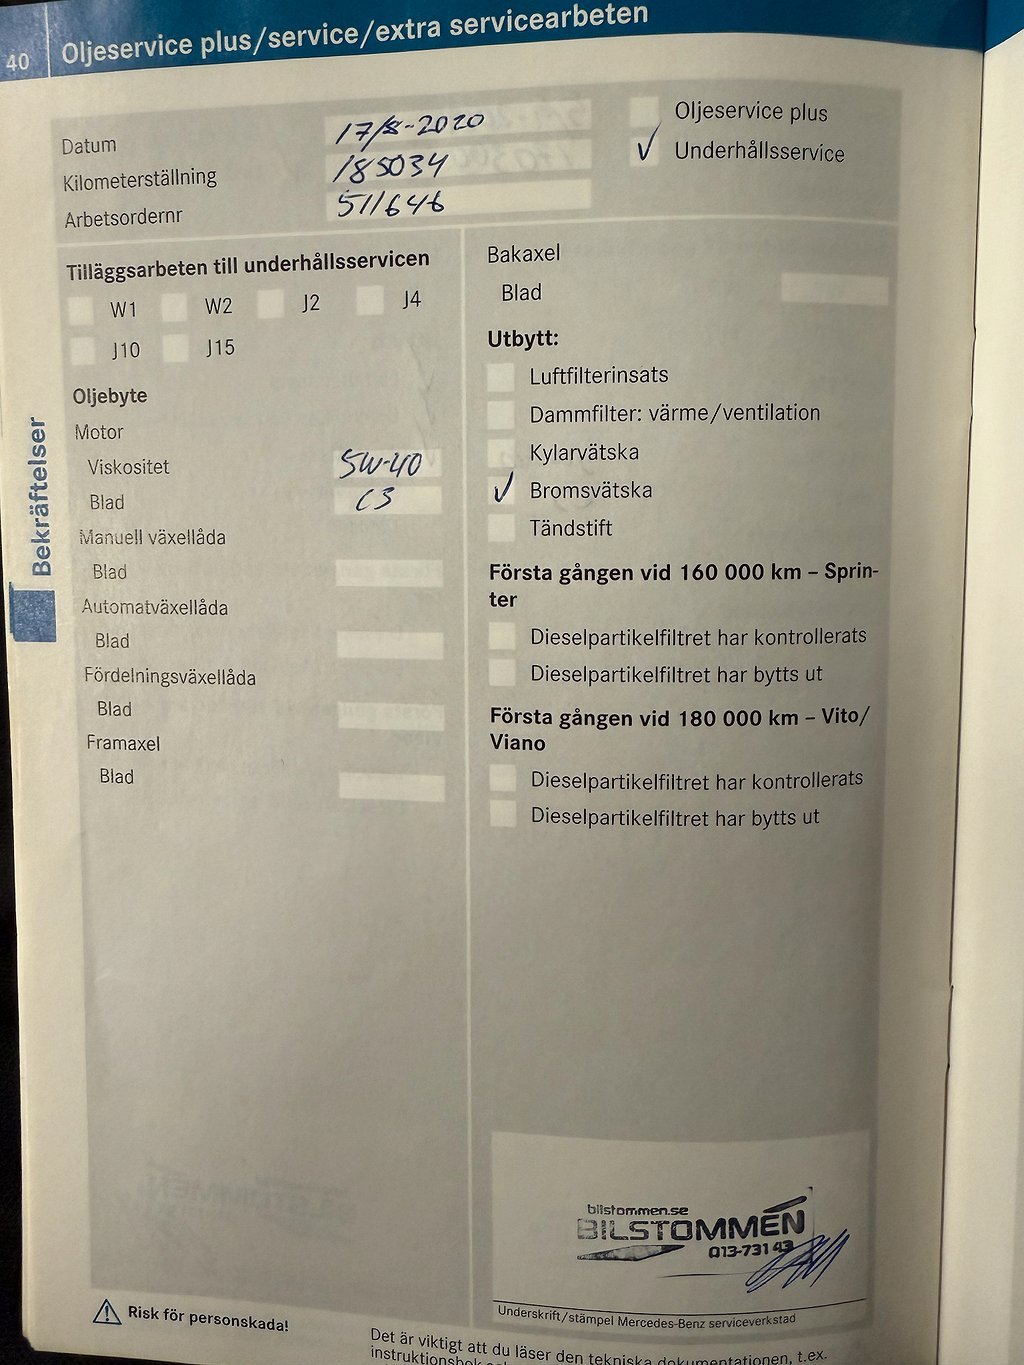 40 Oljeservice plus/service/extra servicearbeten
Datum 17/8-2020
Kilometerställning 185034
Arbetsordernr 511646
Oljeservice plus
✓ Underhållsservice
Tilläggsarbeten till underhållsservicen
W1 W2 J2 J4
J10 J15
Oljebyte
Motor
Viskositet 5W-40
Blad C3
Manuell växellåda
Blad
Automatväxellåda
Blad
Fördelningsväxellåda
Blad
Framaxel
Blad
Bakaxel
Blad
Utbytt:
Luftfilterinsats
Dammfilter: värme/ventilation
Kylarvätska
✓ Bromsvätska
Tändstift
Första gången vid 160 000 km – Sprin-
ter
Dieselpartikelfiltret har kontrollerats
Dieselpartikelfiltret har bytts ut
Första gången vid 180 000 km – Vito/
Viano
Dieselpartikelfiltret har kontrollerats
Dieselpartikelfiltret har bytts ut
Bekräftelser
bilstommen.se
BILSTOMMEN
013-731 43
Underskrift/stämpel Mercedes-Benz serviceverkstad
Risk för personskada!
Det är viktigt att du läser den tekniska dokumentationen, t.ex.
instruktionsbok